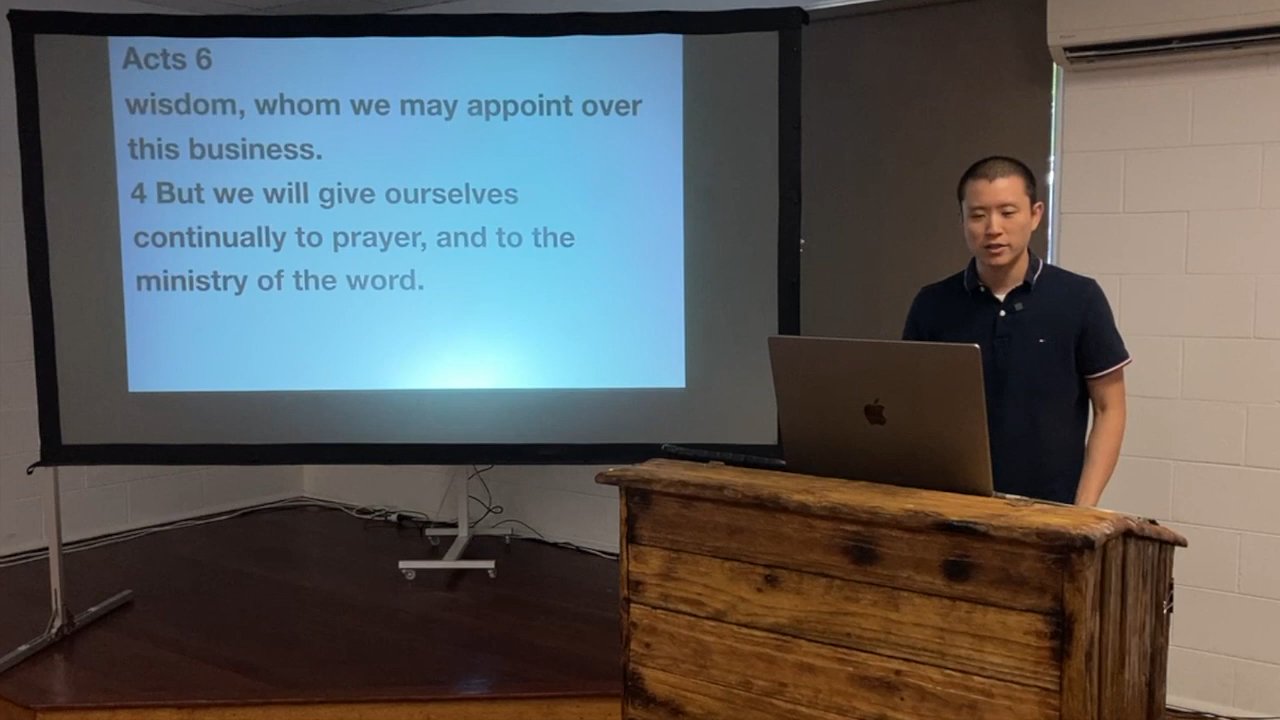 Acts 6
wisdom, whom we may appoint over
this business.
4 But we will give ourselves
continually to prayer, and to the
ministry of the word.